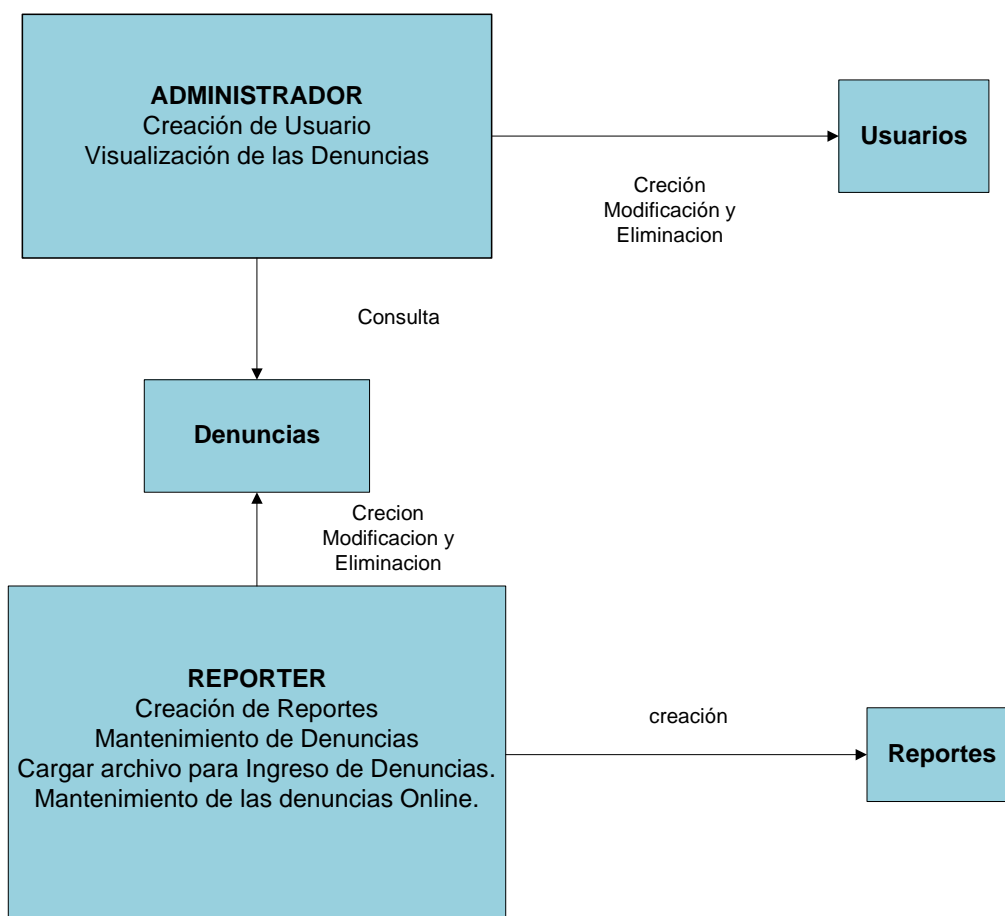 ADMINISTRADOR
Creación de Usuario
Visualización de las Denuncias
Usuarios
Creción
Modificación y
Eliminacion
Consulta
Denuncias
Crecion
Modificacion y
Eliminacion
REPORTER
Creación de Reportes
Mantenimiento de Denuncias
Cargar archivo para Ingreso de Denuncias.
Mantenimiento de las denuncias Online.
creación
Reportes